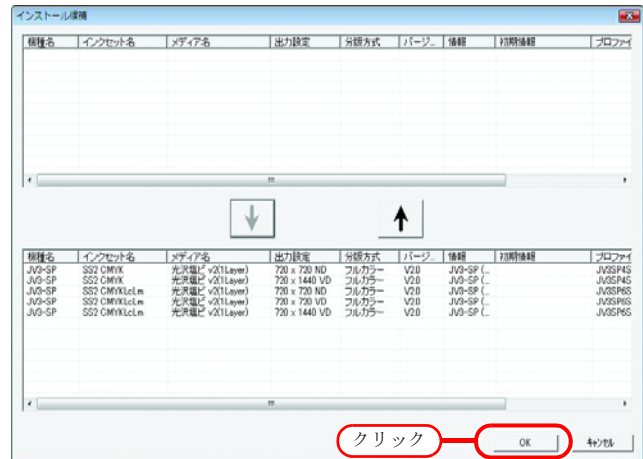 インストール候補
機種名 インクセット名 メディア名 出力設定 分版方式 バージ... 情報 初期情報 プロファイ
機種名 インクセット名 メディア名 出力設定 分版方式 バージ... 情報 初期情報 プロファイ
JV3-SP SS2 CMYK 光沢塩ビ v2(1Layer) 720 x 720 ND フルカラー V2.0 JV3-SP (... JV3SP4S
JV3-SP SS2 CMYK 光沢塩ビ v2(1Layer) 720 x 1440 VD フルカラー V2.0 JV3-SP (... JV3SP4S
JV3-SP SS2 CMYKLcLm 光沢塩ビ v2(1Layer) 720 x 720 ND フルカラー V2.0 JV3-SP (... JV3SP6S
JV3-SP SS2 CMYKLcLm 光沢塩ビ v2(1Layer) 720 x 720 VD フルカラー V2.0 JV3-SP (... JV3SP6S
JV3-SP SS2 CMYKLcLm 光沢塩ビ v2(1Layer) 720 x 1440 VD フルカラー V2.0 JV3-SP (... JV3SP6S
クリック OK キャンセル